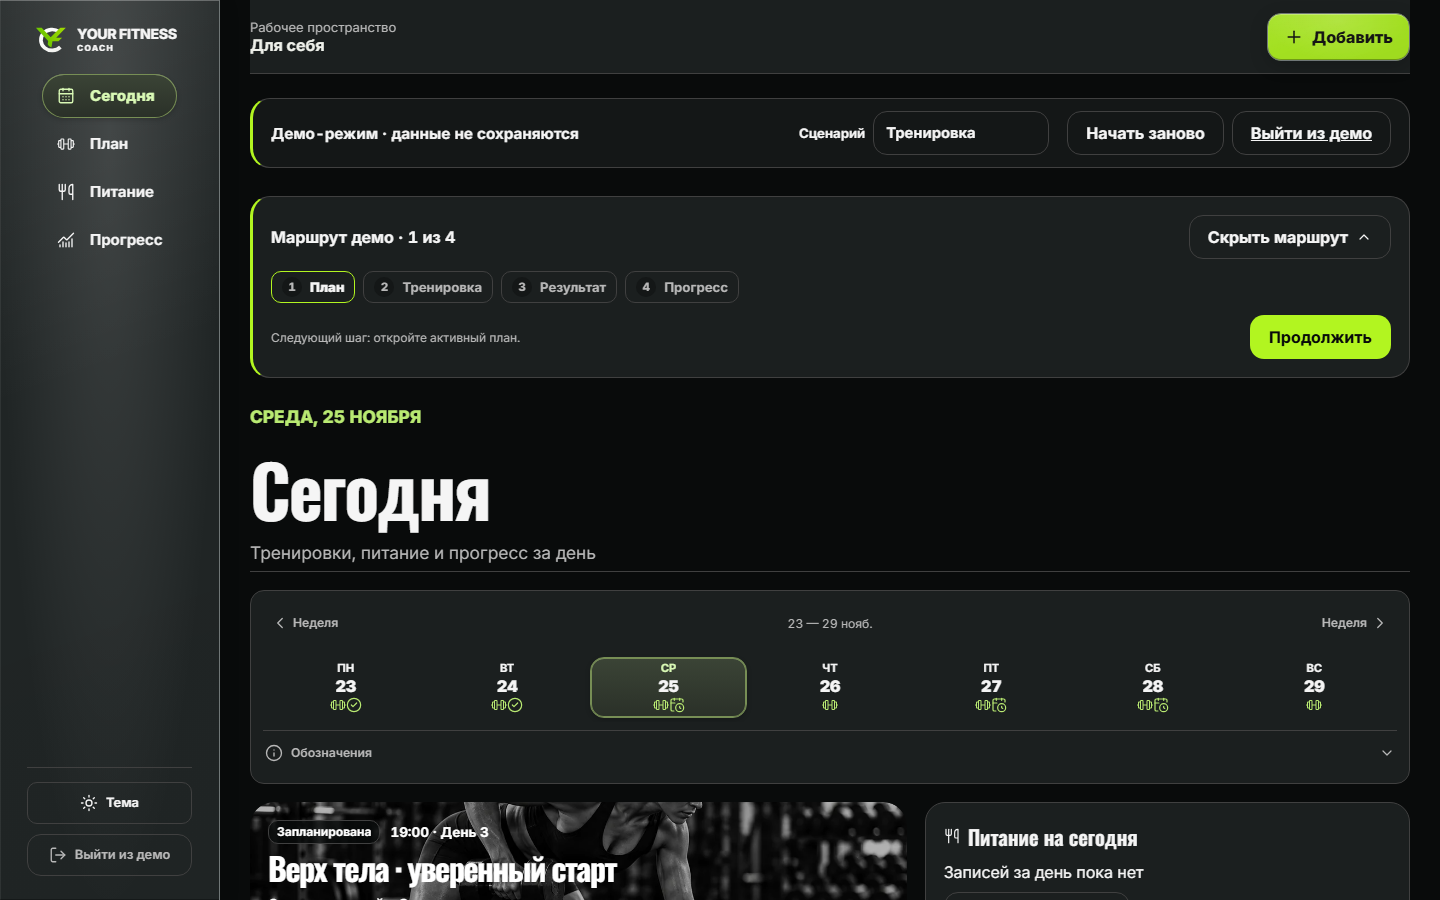 YOUR FITNESS
COACH
Сегодня
План
Питание
Прогресс
Тема
Выйти из демо
Рабочее пространство
Для себя
Добавить
Демо-режим · данные не сохраняются
Сценарий
Тренировка
Начать заново
Выйти из демо
Маршрут демо · 1 из 4
Скрыть маршрут
1 План
2 Тренировка
3 Результат
4 Прогресс
Следующий шаг: откройте активный план.
Продолжить
СРЕДА, 25 НОЯБРЯ
Сегодня
Тренировки, питание и прогресс за день
Неделя
23 — 29 нояб.
Неделя
ПН
23
ВТ
24
СР
25
ЧТ
26
ПТ
27
СБ
28
ВС
29
Обозначения
Запланирована
19:00 · День 3
Верх тела · уверенный старт
Питание на сегодня
Записей за день пока нет